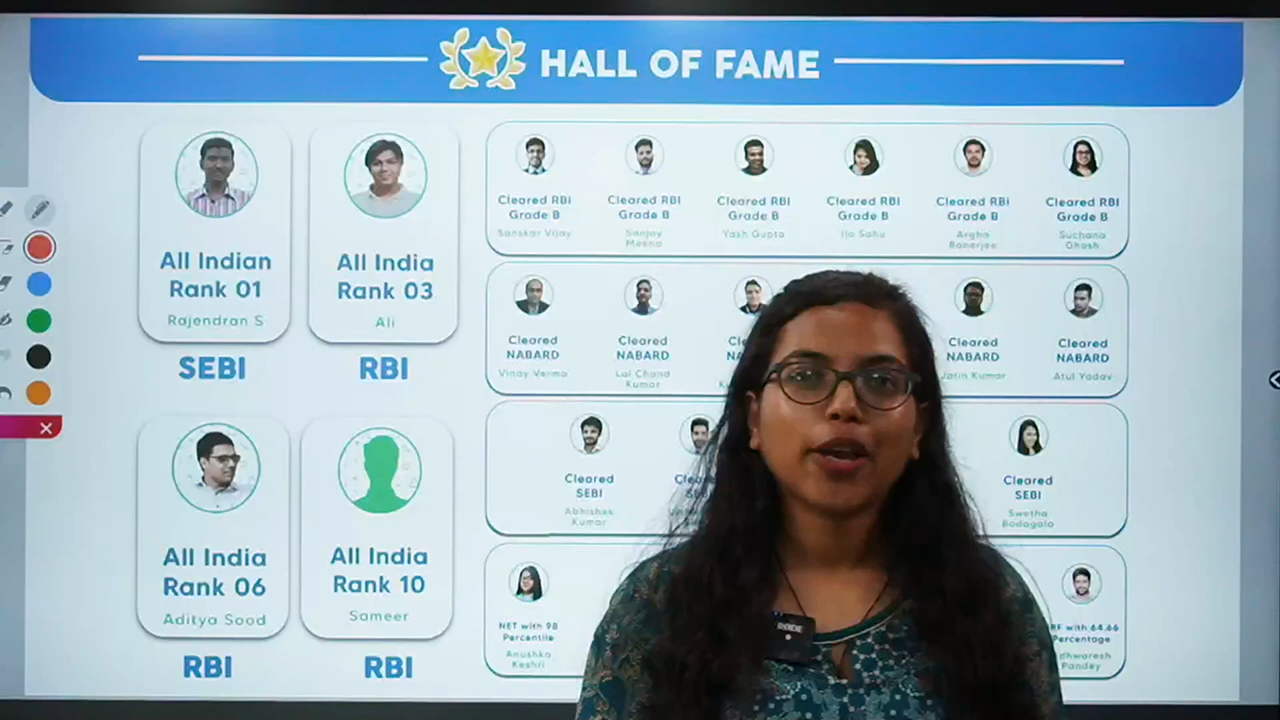 HALL OF FAME
All Indian
Rank 01
Rajendran S
SEBI
All India
Rank 03
Ali
RBI
All India
Rank 06
Aditya Sood
RBI
All India
Rank 10
Sameer
RBI
Cleared RBI
Grade B
Sanskar Vijay
Cleared RBI
Grade B
Sanjay
Meena
Cleared RBI
Grade B
Yash Gupta
Cleared RBI
Grade B
Ila Sahu
Cleared RBI
Grade B
Argha
Banerjee
Cleared RBI
Grade B
Suchana
Ghosh
Cleared
NABARD
Vinay Verma
Cleared
NABARD
Lal Chand
Kumar
Cleared
NABARD
Jatin Kumar
Cleared
NABARD
Atul Yadav
Cleared
SEBI
Abhishek
Kumar
Cleared
SEBI
Swetha
Bodagala
NET with 98
Percentile
Anushka
Keshri
RF with 64.66
Percentage
Pandey
RODE